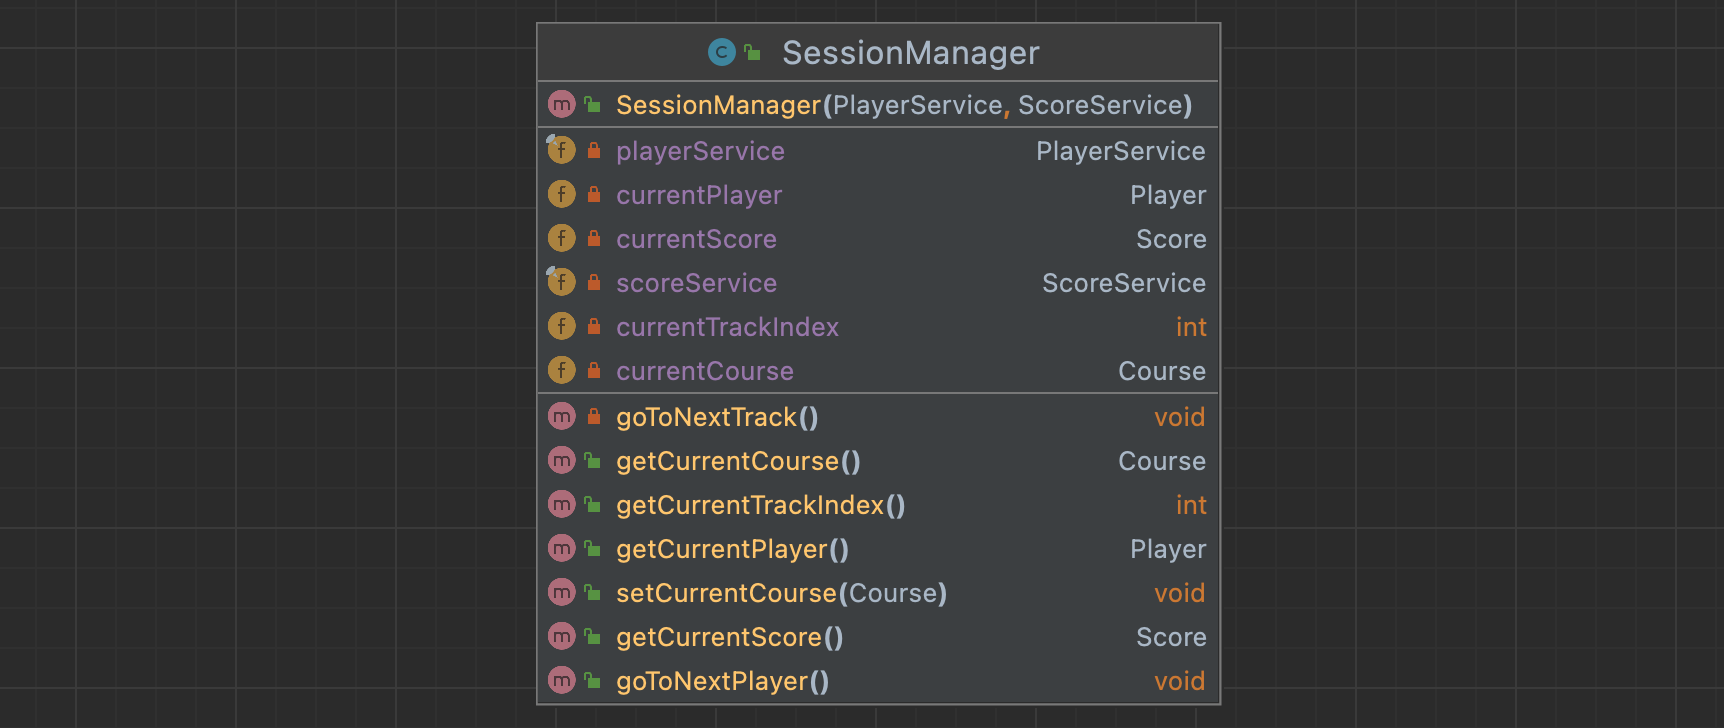 C SessionManager
m SessionManager(PlayerService, ScoreService)
f playerService PlayerService
f currentPlayer Player
f currentScore Score
f scoreService ScoreService
f currentTrackIndex int
f currentCourse Course
m goToNextTrack() void
m getCurrentCourse() Course
m getCurrentTrackIndex() int
m getCurrentPlayer() Player
m setCurrentCourse(Course) void
m getCurrentScore() Score
m goToNextPlayer() void